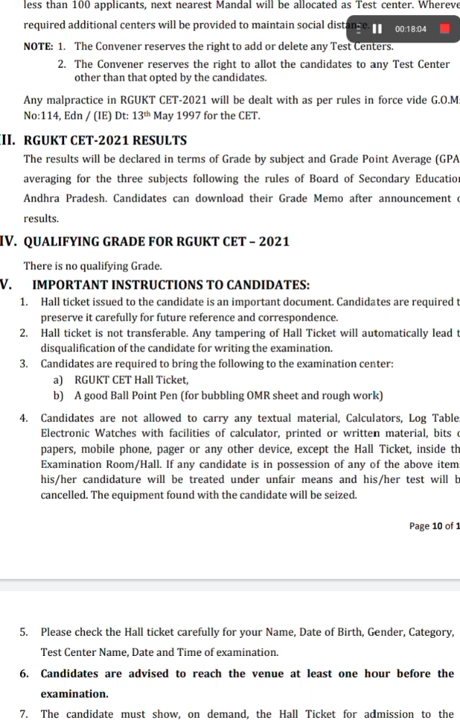 less than 100 applicants, next nearest Mandal will be allocated as Test center. Whereve
required additional centers will be provided to maintain social distance.
00:18:04
NOTE: 1. The Convener reserves the right to add or delete any Test Centers.
2. The Convener reserves the right to allot the candidates to any Test Center
other than that opted by the candidates.
Any malpractice in RGUKT CET-2021 will be dealt with as per rules in force vide G.O.M
No:114, Edn / (IE) Dt: 13th May 1997 for the CET.
III. RGUKT CET-2021 RESULTS
The results will be declared in terms of Grade by subject and Grade Point Average (GPA
averaging for the three subjects following the rules of Board of Secondary Educatio
Andhra Pradesh. Candidates can download their Grade Memo after announcement o
results.
IV. QUALIFYING GRADE FOR RGUKT CET – 2021
There is no qualifying Grade.
V. IMPORTANT INSTRUCTIONS TO CANDIDATES:
1. Hall ticket issued to the candidate is an important document. Candidates are required t
preserve it carefully for future reference and correspondence.
2. Hall ticket is not transferable. Any tampering of Hall Ticket will automatically lead t
disqualification of the candidate for writing the examination.
3. Candidates are required to bring the following to the examination center:
a) RGUKT CET Hall Ticket,
b) A good Ball Point Pen (for bubbling OMR sheet and rough work)
4. Candidates are not allowed to carry any textual material, Calculators, Log Table
Electronic Watches with facilities of calculator, printed or written material, bits o
papers, mobile phone, pager or any other device, except the Hall Ticket, inside th
Examination Room/Hall. If any candidate is in possession of any of the above item
his/her candidature will be treated under unfair means and his/her test will b
cancelled. The equipment found with the candidate will be seized.
Page 10 of 1
5. Please check the Hall ticket carefully for your Name, Date of Birth, Gender, Category,
Test Center Name, Date and Time of examination.
6. Candidates are advised to reach the venue at least one hour before the
examination.
7. The candidate must show, on demand, the Hall Ticket for admission to the